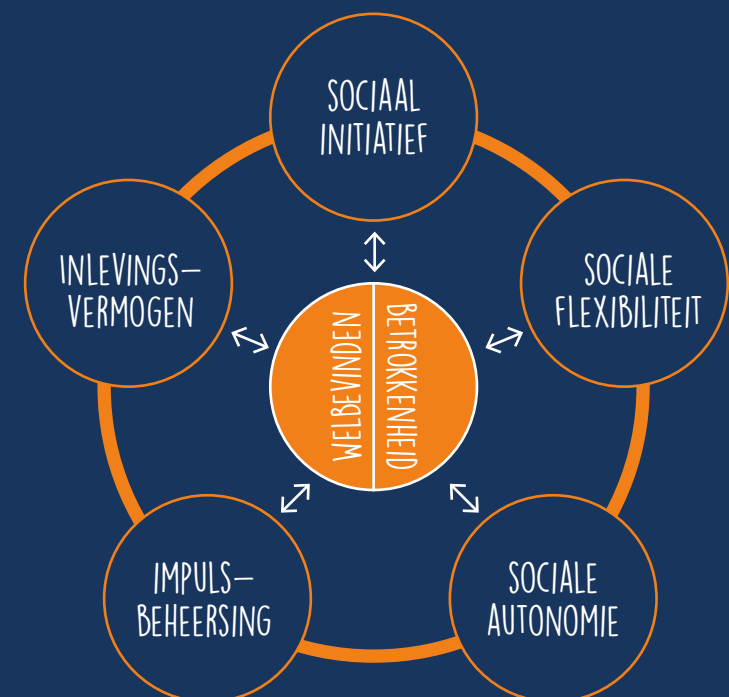 SOCIAAL
INITIATIEF
INLEVINGS-
VERMOGEN
SOCIALE
FLEXIBILITEIT
WELBEVINDEN
BETROKKENHEID
IMPULS-
BEHEERSING
SOCIALE
AUTONOMIE